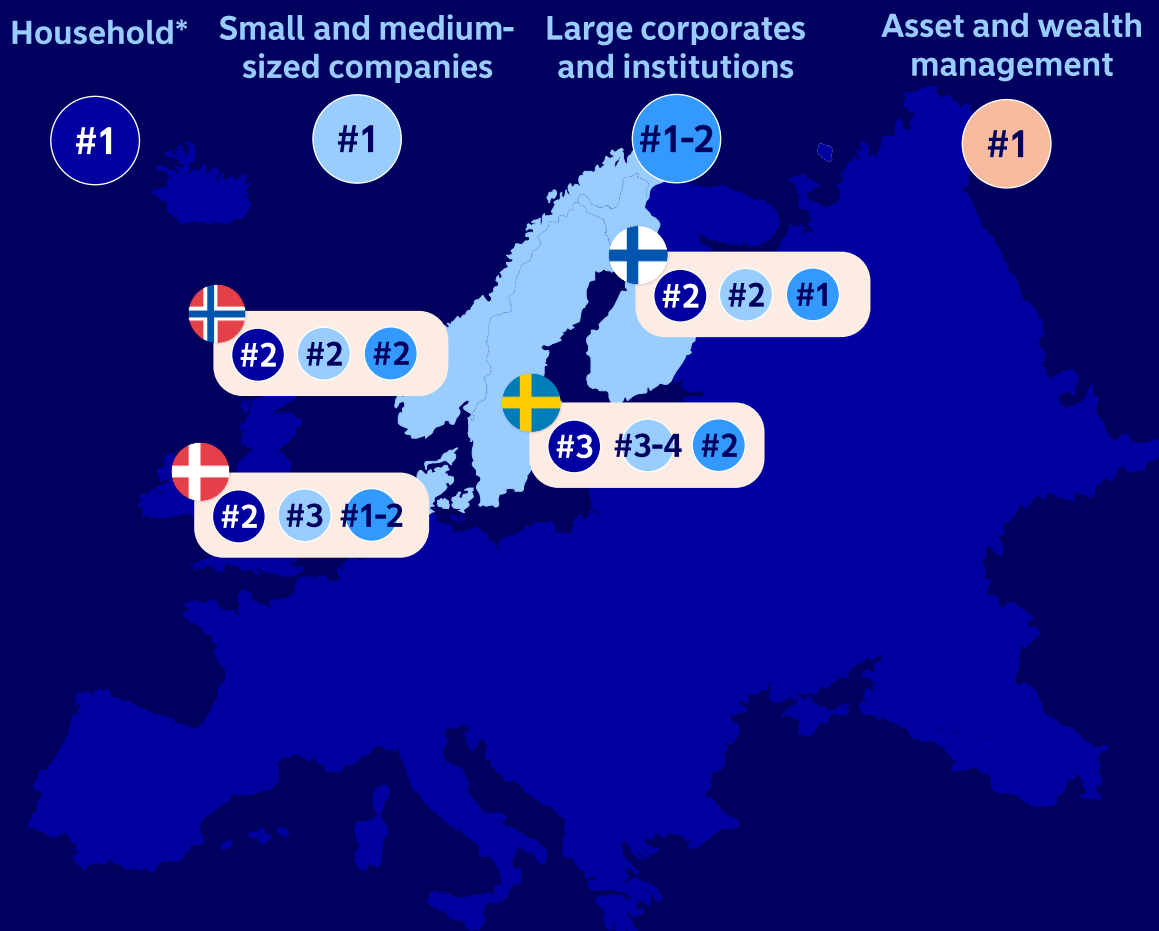 Household*
Small and medium-
sized companies
Large corporates
and institutions
Asset and wealth
management
#1
#1
#1-2
#1
#2 #2 #1
#2 #2 #2
#3 #3-4 #2
#2 #3 #1-2